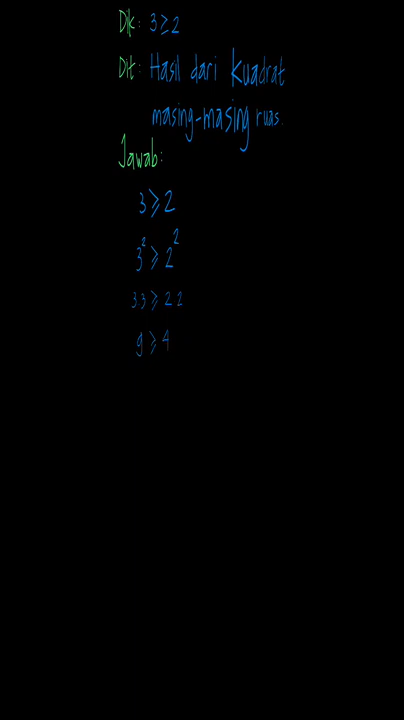 Dik: 3 ≥ 2
Dit: Hasil dari kuadrat
masing-masing ruas.
Jawab:
3 ⩾ 2
3² ⩾ 2²
3.3 ⩾ 2.2
9 ⩾ 4